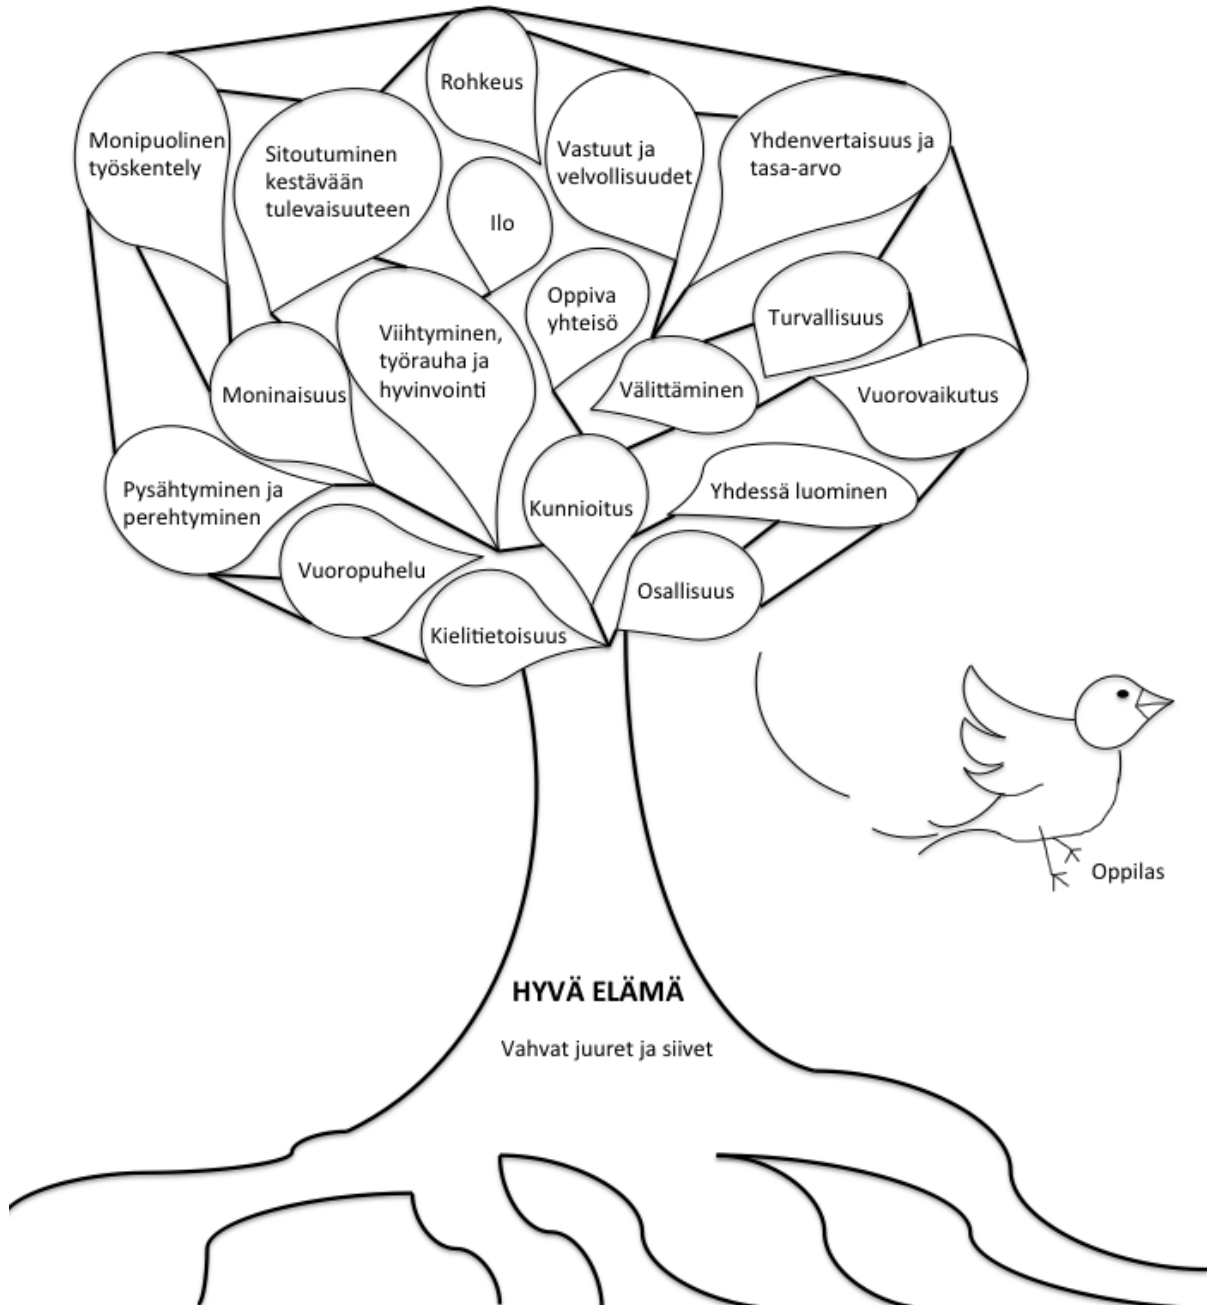 Rohkeus
Monipuolinen
työskentely
Sitoutuminen
kestävään
tulevaisuuteen
Vastuut ja
velvollisuudet
Yhdenvertaisuus ja
tasa-arvo
Ilo
Oppiva
yhteisö
Turvallisuus
Viihtyminen,
työrauha ja
hyvinvointi
Moninaisuus
Välittäminen
Vuorovaikutus
Pysähtyminen ja
perehtyminen
Kunnioitus
Yhdessä luominen
Vuoropuhelu
Osallisuus
Kielitietoisuus
Oppilas
HYVÄ ELÄMÄ
Vahvat juuret ja siivet